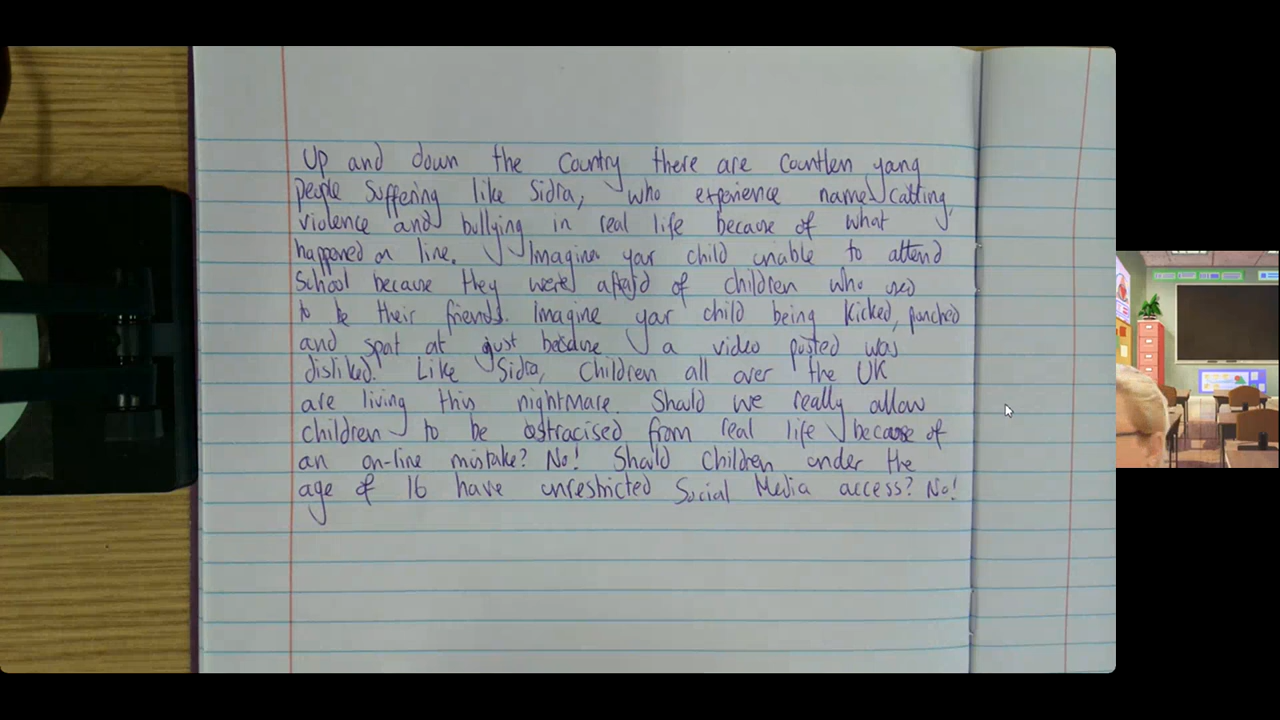 Up and down the Country there are Countless young
people Suffering like Sidra, who experience name calling,
violence and bullying in real life because of what
happened on line. Imagine your child unable to attend
School because they were afraid of children who used
to be their friends. Imagine your child being kicked, punched
and spat at just because a video posted was
disliked. Like Sidra, Children all over the UK
are living this nightmare. Should we really allow
children to be ostracised from real life because of
an on-line mistake? No! Should Children under the
age of 16 have unrestricted Social Media access? No!